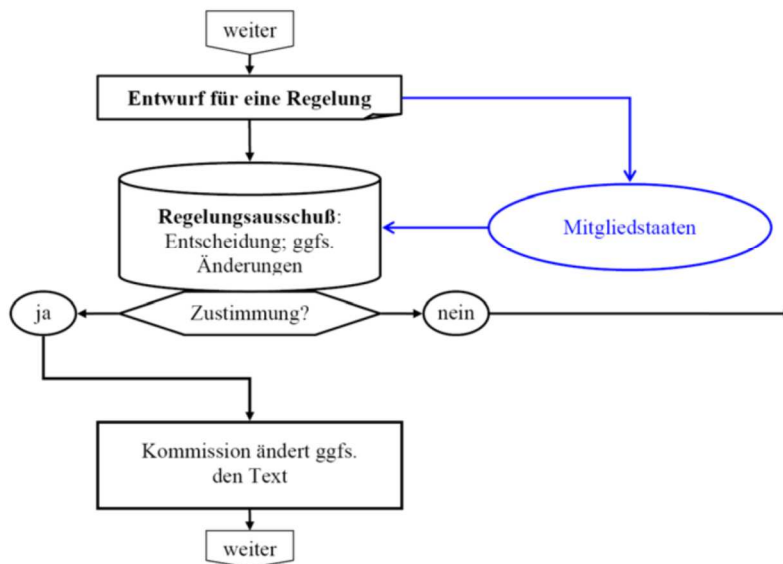 weiter
Entwurf für eine Regelung
Regelungsausschuß:
Entscheidung; ggfs.
Änderungen
Mitgliedstaaten
ja
Zustimmung?
nein
Kommission ändert ggfs.
den Text
weiter